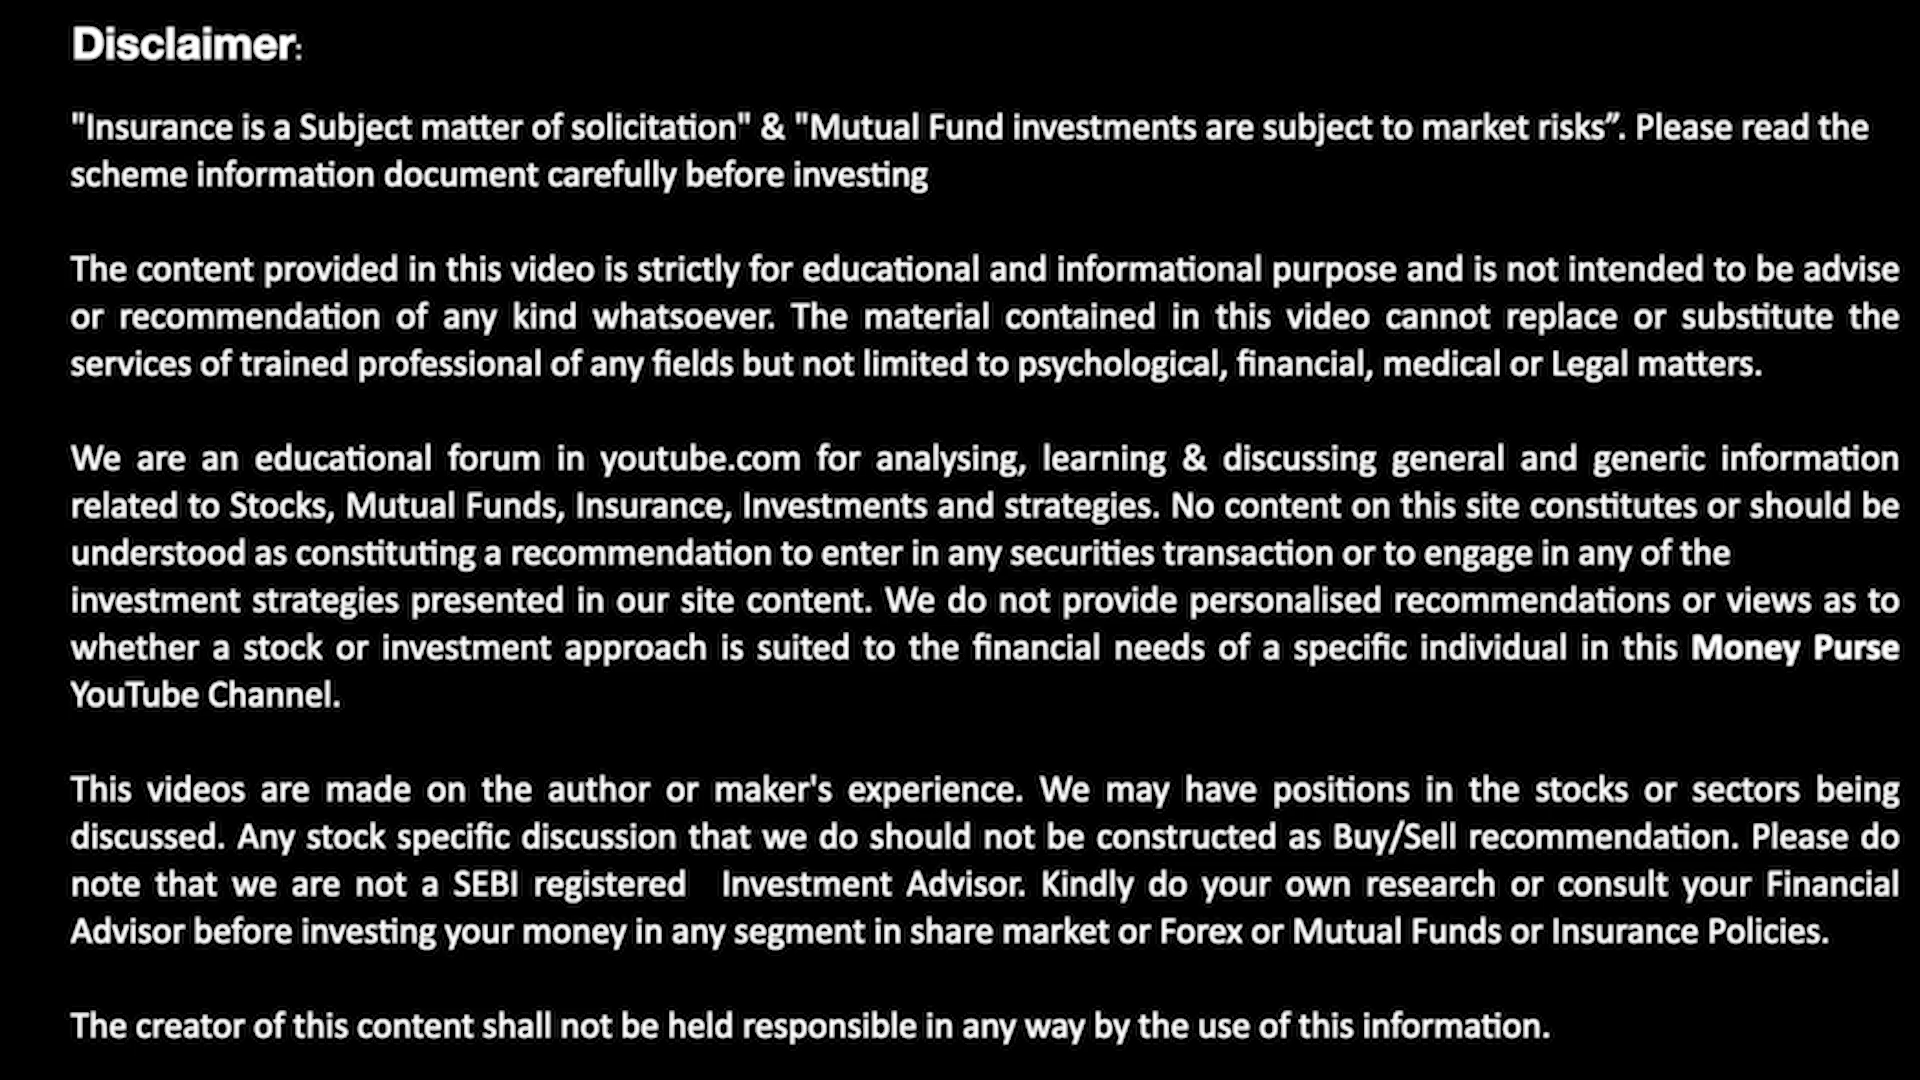 Disclaimer:
"Insurance is a Subject matter of solicitation" & "Mutual Fund investments are subject to market risks”. Please read the
scheme information document carefully before investing
The content provided in this video is strictly for educational and informational purpose and is not intended to be advise
or recommendation of any kind whatsoever. The material contained in this video cannot replace or substitute the
services of trained professional of any fields but not limited to psychological, financial, medical or Legal matters.
We are an educational forum in youtube.com for analysing, learning & discussing general and generic information
related to Stocks, Mutual Funds, Insurance, Investments and strategies. No content on this site constitutes or should be
understood as constituting a recommendation to enter in any securities transaction or to engage in any of the
investment strategies presented in our site content. We do not provide personalised recommendations or views as to
whether a stock or investment approach is suited to the financial needs of a specific individual in this Money Purse
YouTube Channel.
This videos are made on the author or maker's experience. We may have positions in the stocks or sectors being
discussed. Any stock specific discussion that we do should not be constructed as Buy/Sell recommendation. Please do
note that we are not a SEBI registered Investment Advisor. Kindly do your own research or consult your Financial
Advisor before investing your money in any segment in share market or Forex or Mutual Funds or Insurance Policies.
The creator of this content shall not be held responsible in any way by the use of this information.